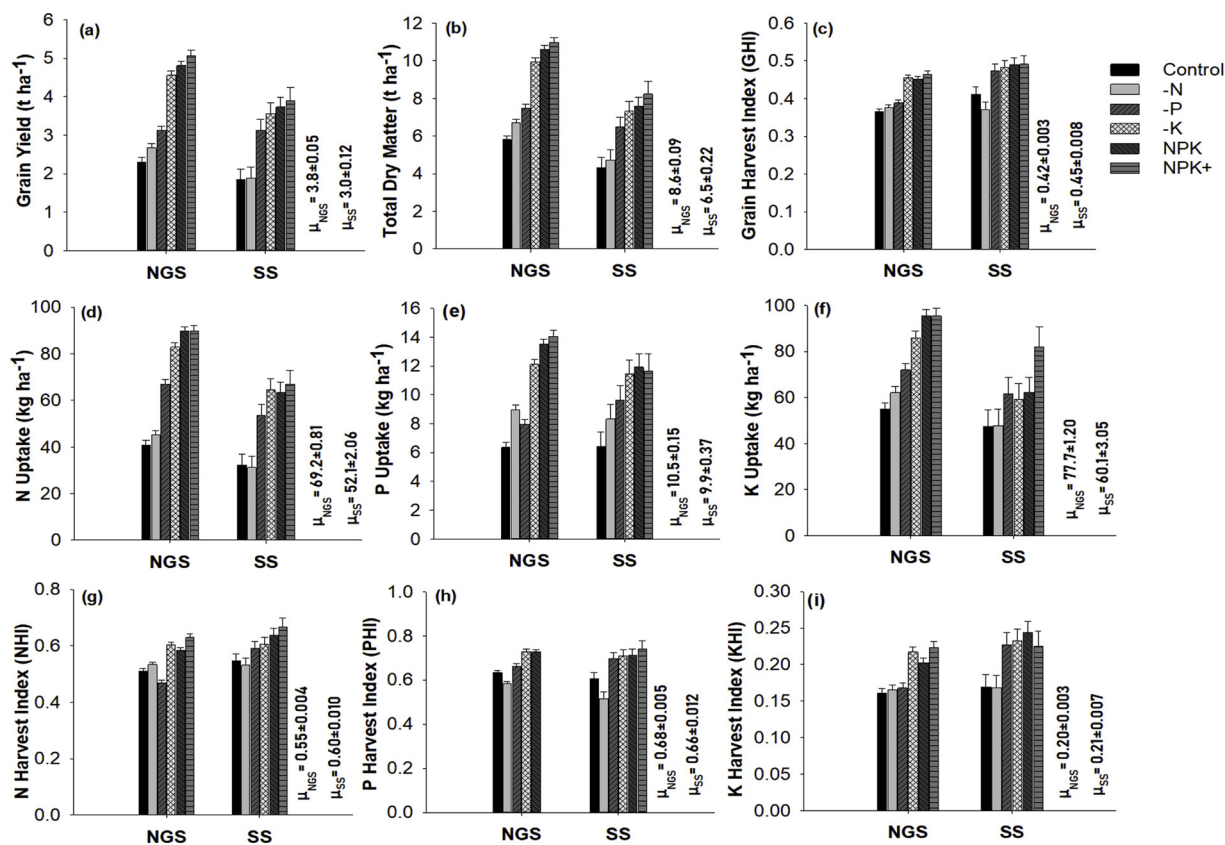 (a)
Grain Yield (t ha⁻¹)
6
5
4
3
2
1
0
NGS SS
μNGS = 3.8±0.05
μSS = 3.0±0.12
(b)
Total Dry Matter (t ha⁻¹)
12
10
8
6
4
2
0
NGS SS
μNGS = 8.6±0.09
μSS = 6.5±0.22
(c)
Grain Harvest Index (GHI)
0.6
0.5
0.4
0.3
0.2
0.1
0.0
NGS SS
μNGS = 0.42±0.003
μSS = 0.45±0.008
Control
-N
-P
-K
NPK
NPK+
(d)
N Uptake (kg ha⁻¹)
100
80
60
40
20
0
NGS SS
μNGS = 69.2±0.81
μSS = 52.1±2.06
(e)
P Uptake (kg ha⁻¹)
16
14
12
10
8
6
4
2
0
NGS SS
μNGS = 10.5±0.15
μSS = 9.9±0.37
(f)
K Uptake (kg ha⁻¹)
100
80
60
40
20
0
NGS SS
μNGS = 77.7±1.20
μSS = 60.1±3.05
(g)
N Harvest Index (NHI)
0.8
0.6
0.4
0.2
0.0
NGS SS
μNGS = 0.55±0.004
μSS = 0.60±0.010
(h)
P Harvest Index (PHI)
1.0
0.8
0.6
0.4
0.2
0.0
NGS SS
μNGS = 0.68±0.005
μSS = 0.66±0.012
(i)
K Harvest Index (KHI)
0.30
0.25
0.20
0.15
0.10
0.05
0.00
NGS SS
μNGS = 0.20±0.003
μSS = 0.21±0.007